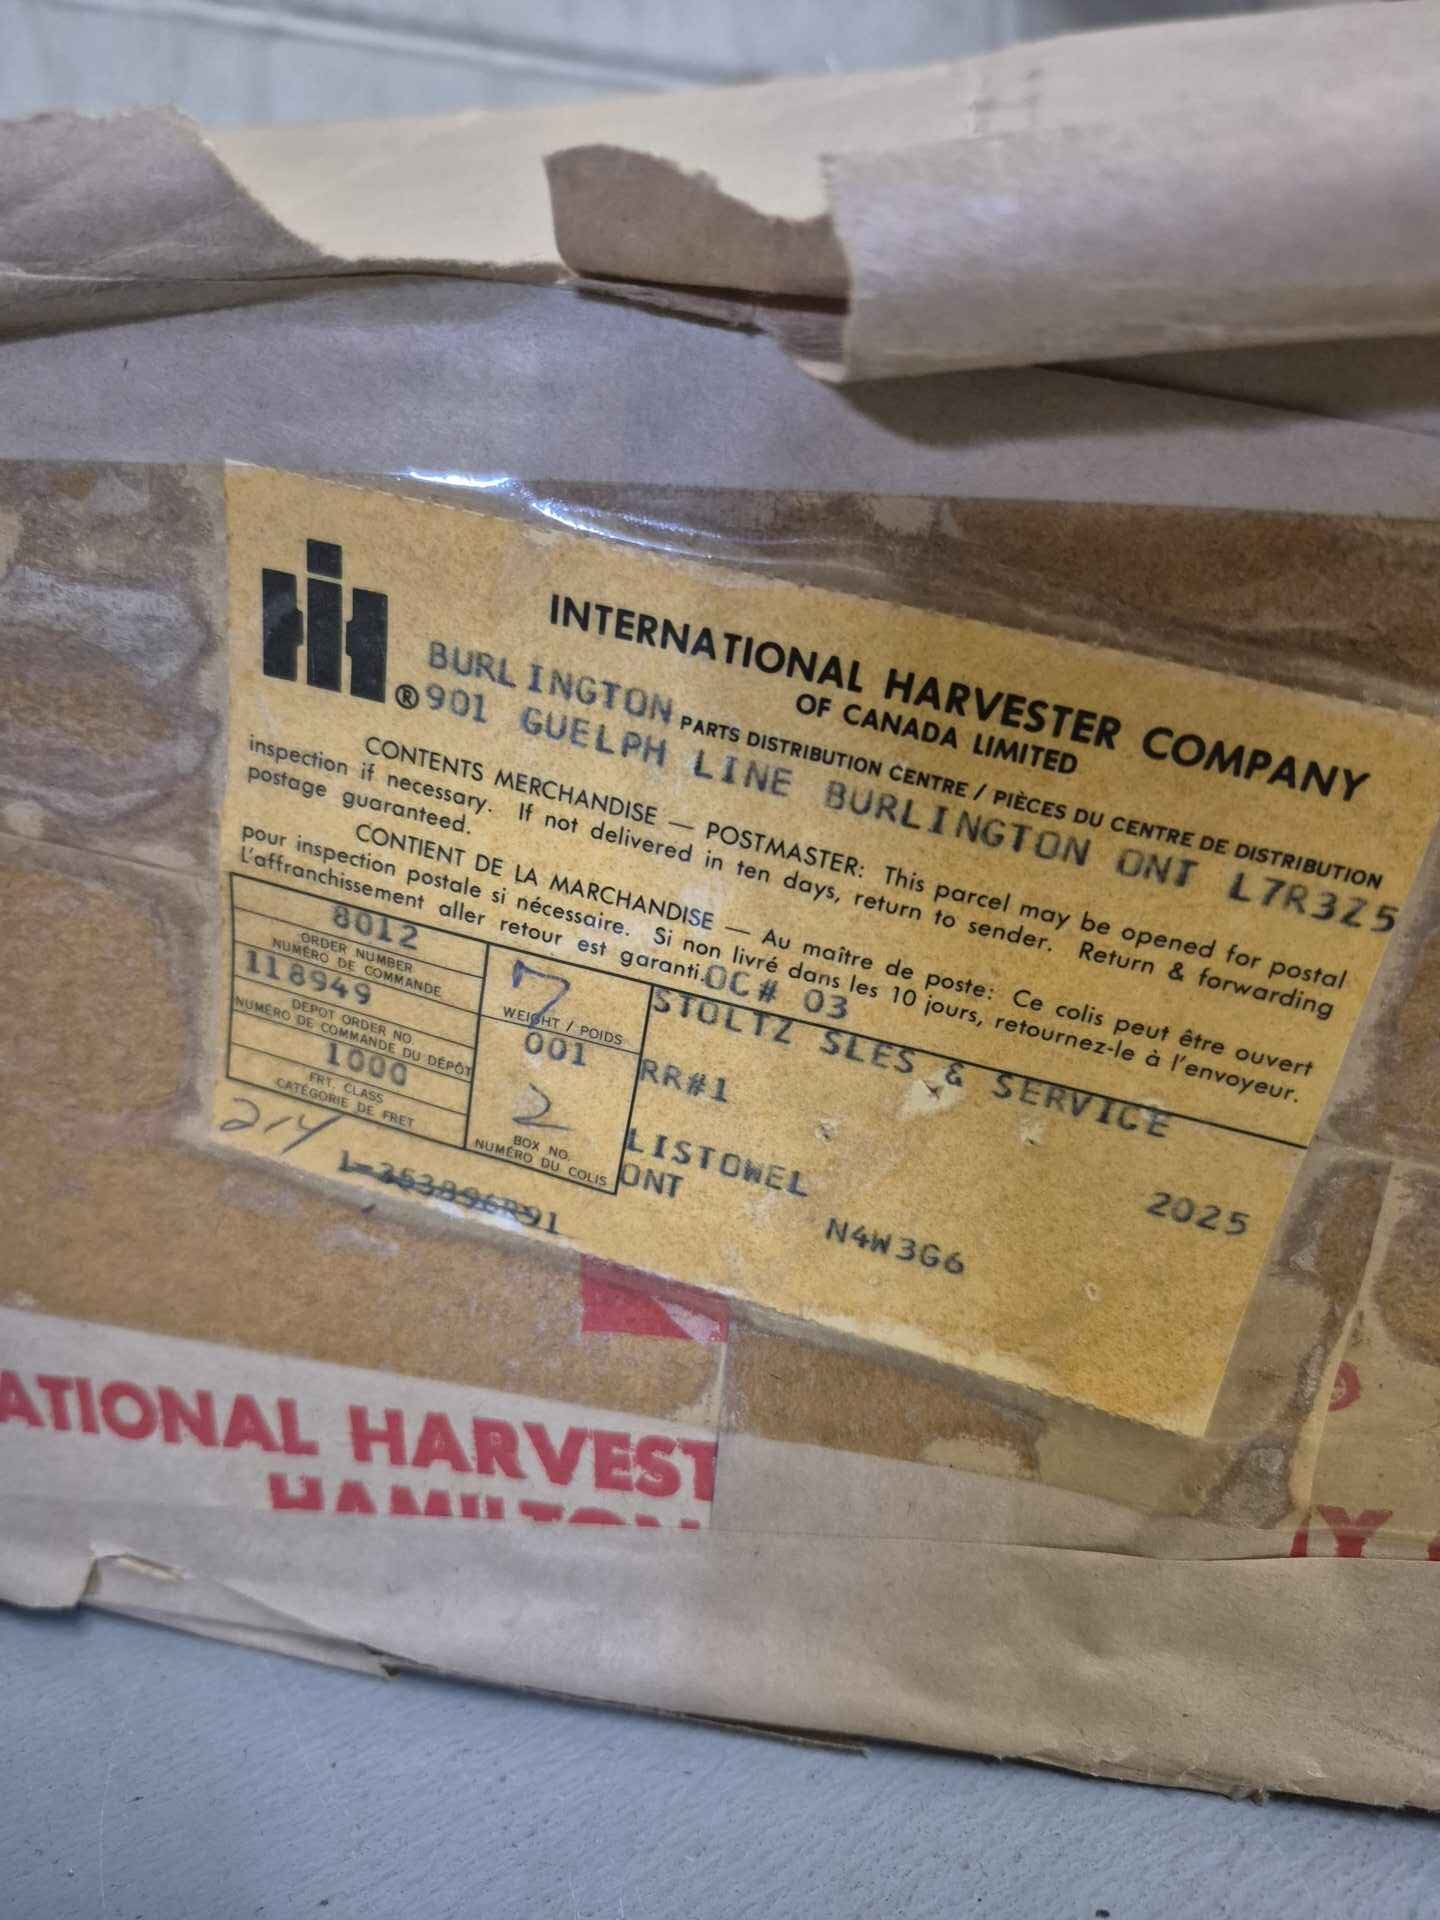 INTERNATIONAL HARVESTER COMPANY
OF CANADA LIMITED
BURLINGTON PARTS DISTRIBUTION CENTRE / PIÈCES DU CENTRE DE DISTRIBUTION
®901 GUELPH LINE BURLINGTON ONT L7R3Z5
CONTENTS MERCHANDISE — POSTMASTER: This parcel may be opened for postal
inspection if necessary. If not delivered in ten days, return to sender. Return & forwarding
postage guaranteed.
CONTIENT DE LA MARCHANDISE — Au maître de poste: Ce colis peut être ouvert
pour inspection postale si nécessaire. Si non livré dans les 10 jours, retournez-le à l'envoyeur.
L'affranchissement aller retour est garanti.
OC# 03
8012
ORDER NUMBER
NUMÉRO DE COMMANDE
118949
DEPOT ORDER NO.
NUMÉRO DE COMMANDE DU DÉPÔT
1000
FRT. CLASS
CATÉGORIE DE FRET
7
WEIGHT / POIDS
001
2
BOX NO.
NUMÉRO DU COLIS
STOLTZ SLES & SERVICE
RR#1
LISTOWEL
ONT
2025
N4W3G6
214
ATIONAL HARVEST
HAMILTON